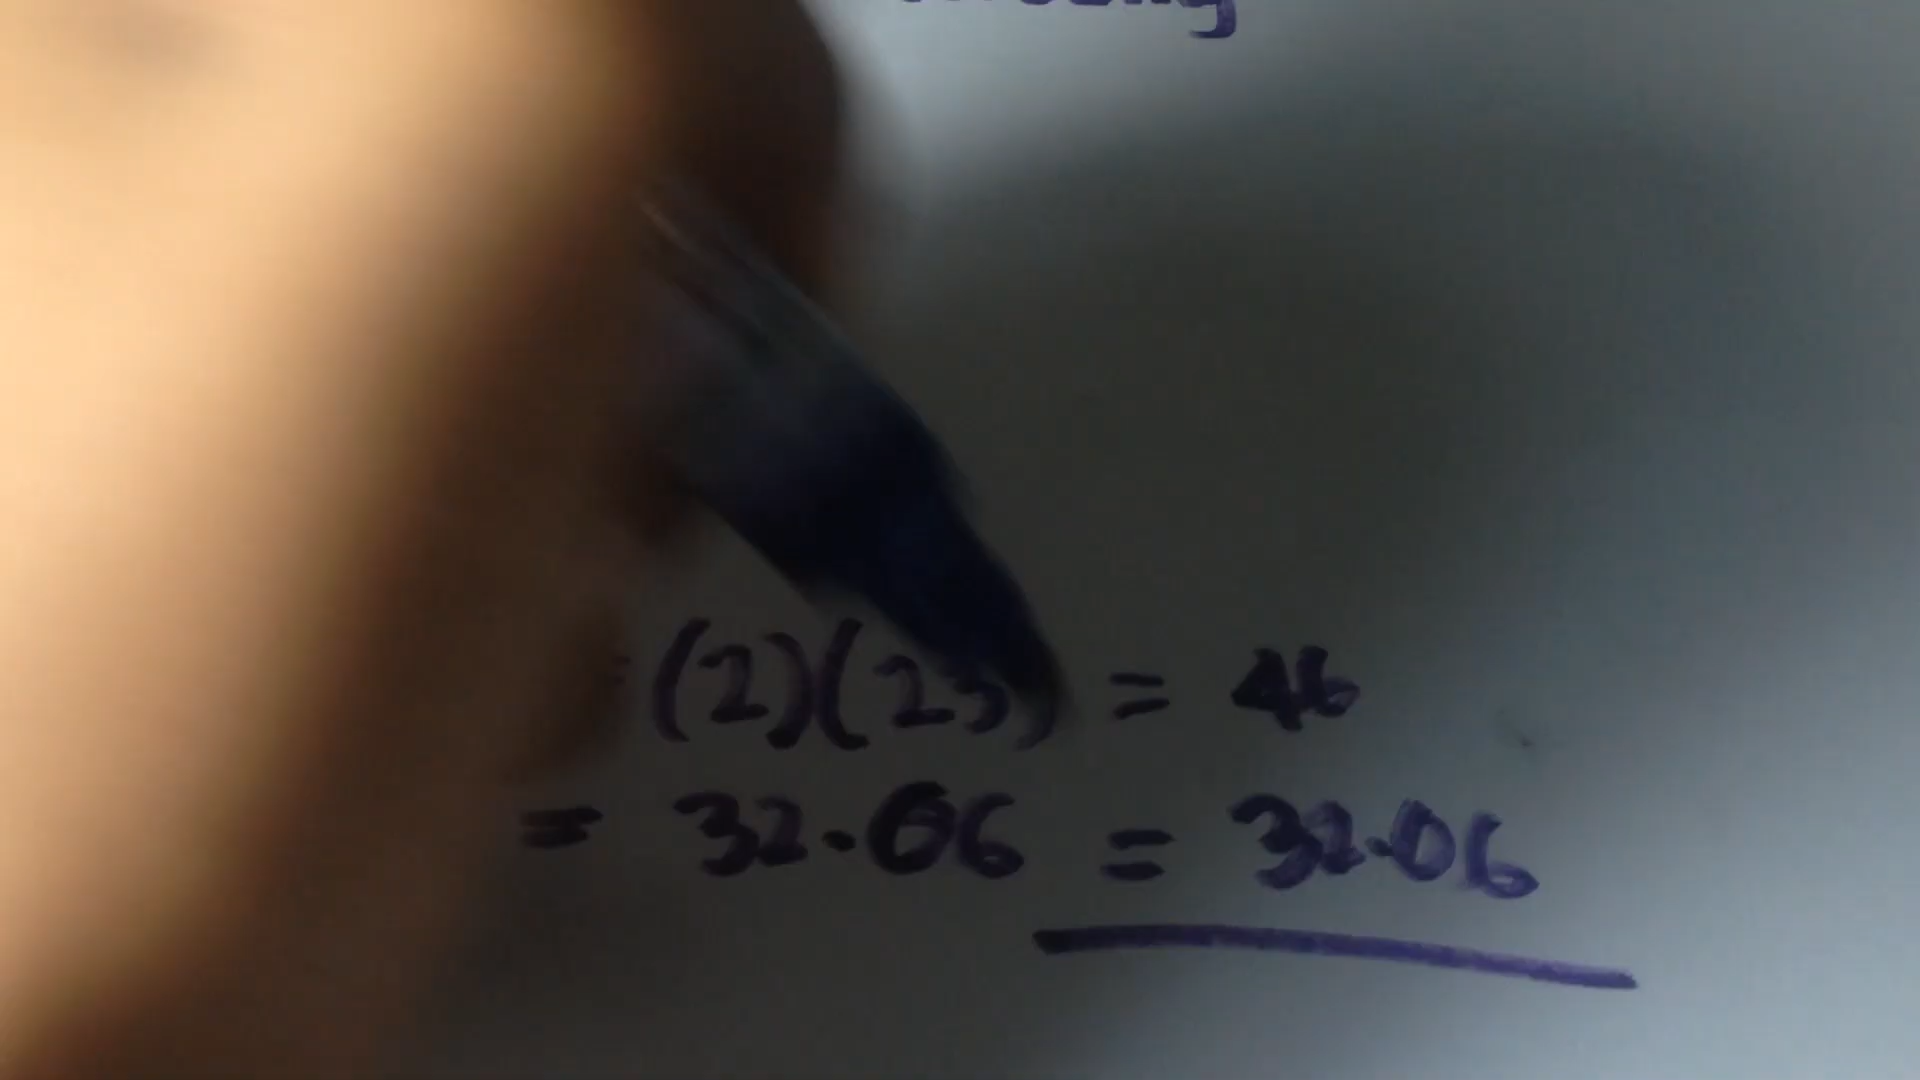 = (2)(23) = 46
= 32.06 = 32.06